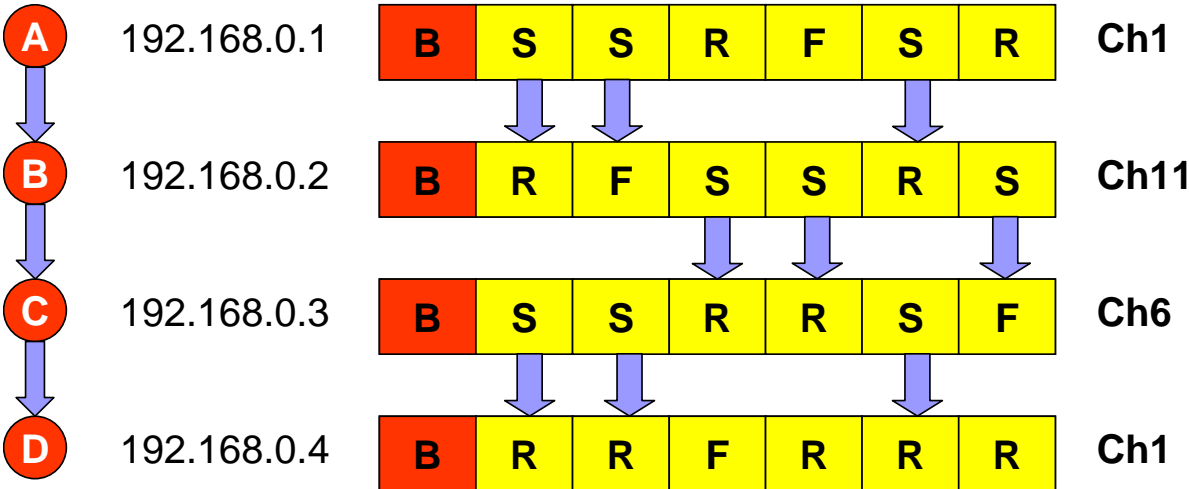 A 192.168.0.1 B S S R F S R Ch1
B 192.168.0.2 B R F S S R S Ch11
C 192.168.0.3 B S S R R S F Ch6
D 192.168.0.4 B R R F R R R Ch1